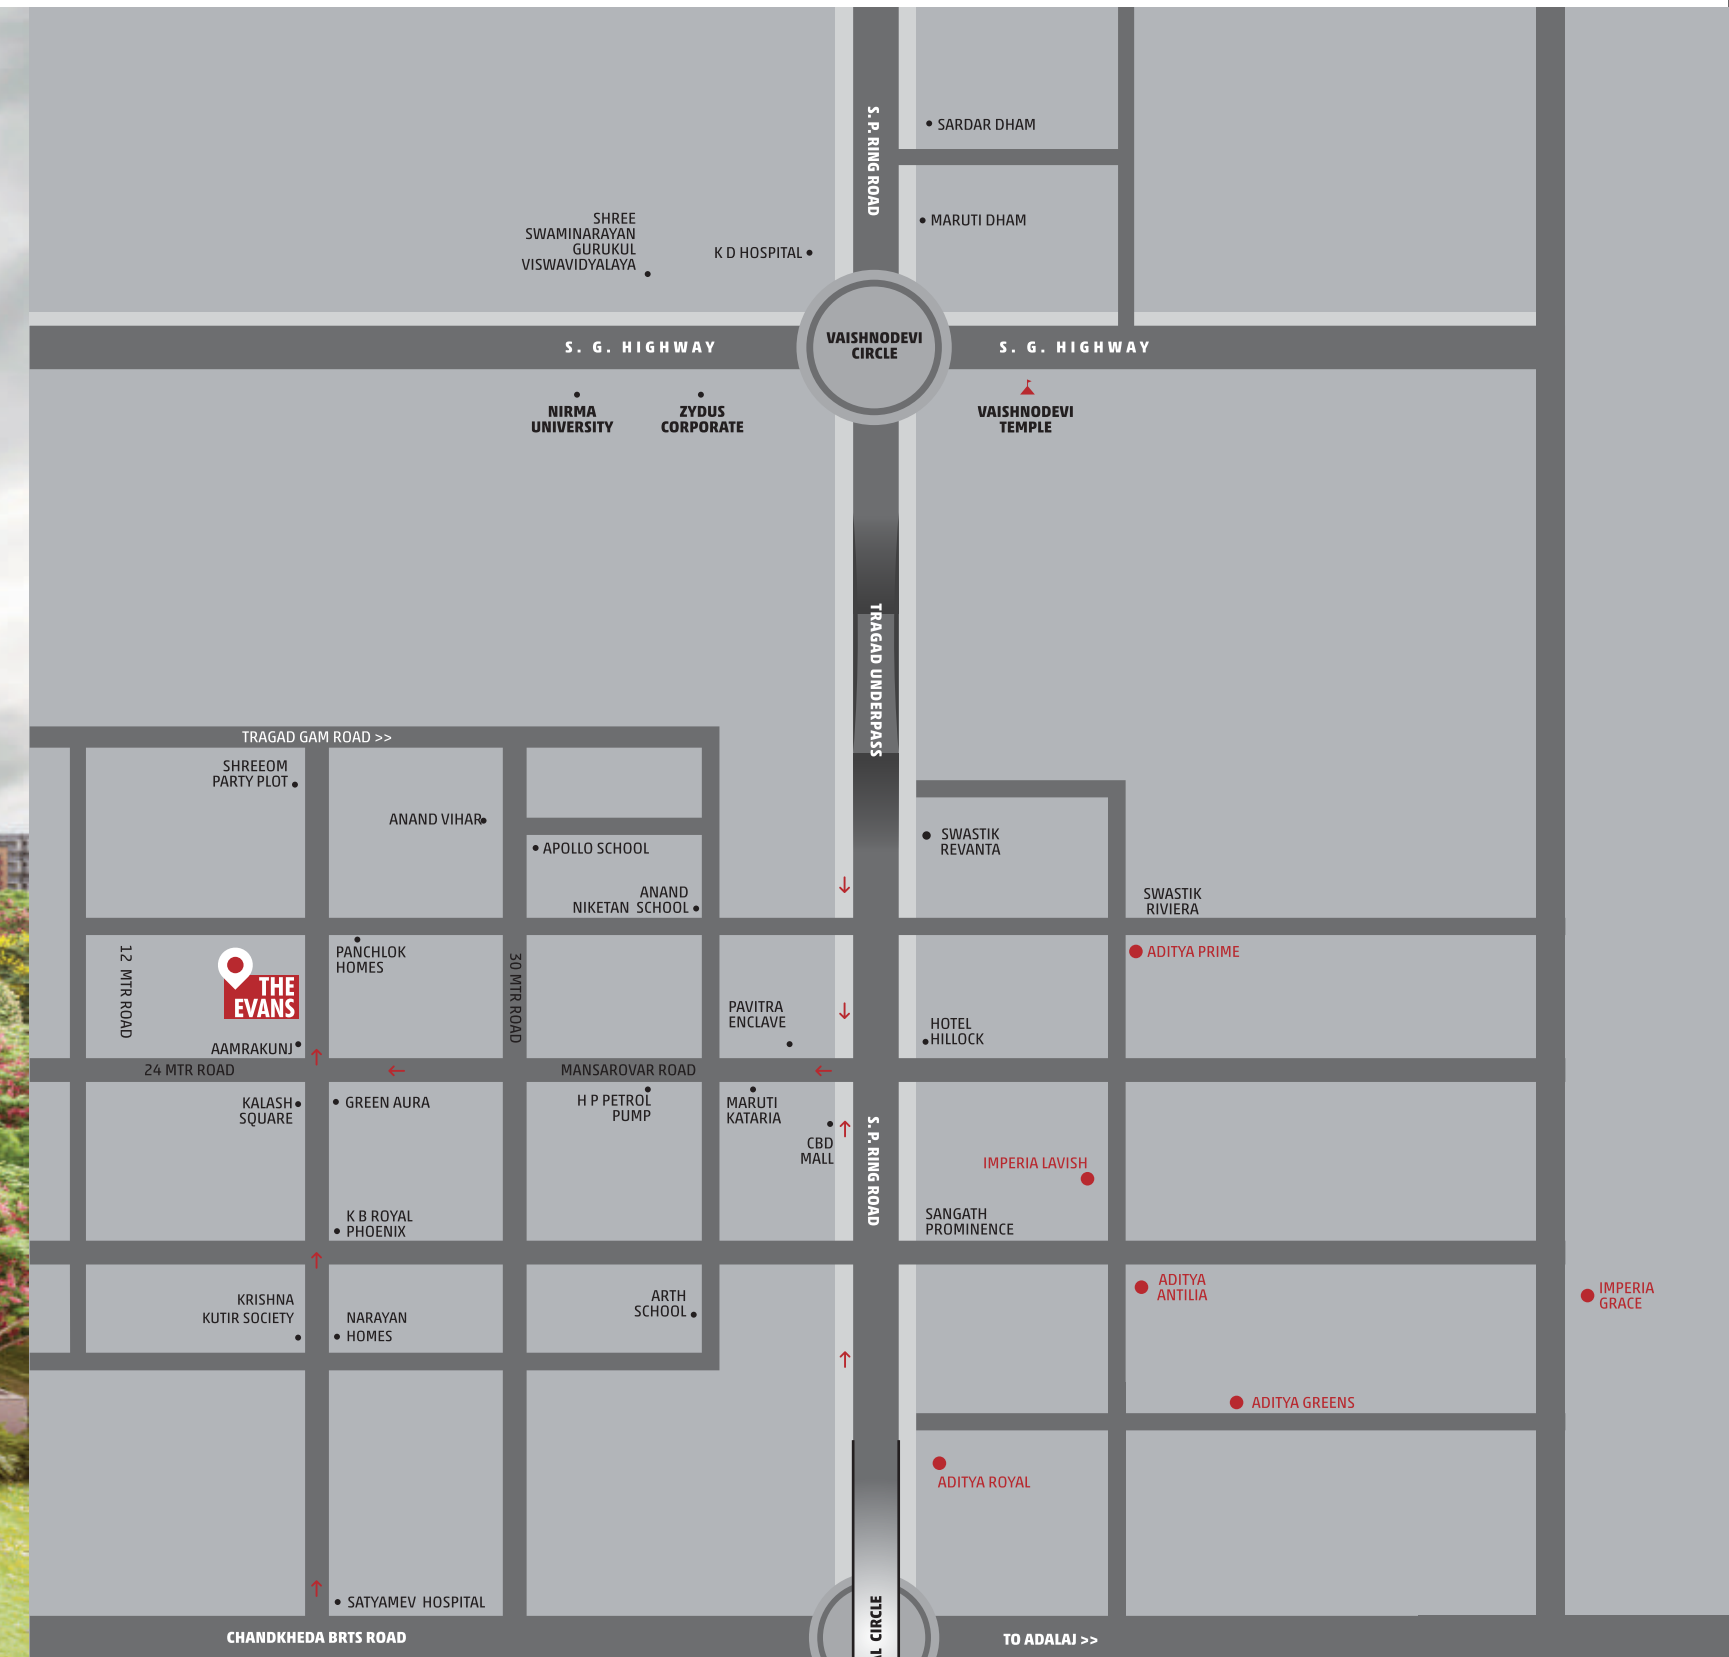 S. P. RING ROAD
SARDAR DHAM
MARUTI DHAM
SHREE
SWAMINARAYAN
GURUKUL
VISWAVIDYALAYA
K D HOSPITAL
S. G. HIGHWAY
VAISHNODEVI
CIRCLE
S. G. HIGHWAY
NIRMA
UNIVERSITY
ZYDUS
CORPORATE
VAISHNODEVI
TEMPLE
TRAGAD UNDERPASS
TRAGAD GAM ROAD >>
SHREEOM
PARTY PLOT
ANAND VIHAR
APOLLO SCHOOL
ANAND
NIKETAN SCHOOL
SWASTIK
REVANTA
SWASTIK
RIVIERA
12 MTR ROAD
THE
EVANS
AAMRAKUNJ
PANCHLOK
HOMES
30 MTR ROAD
PAVITRA
ENCLAVE
HOTEL
HILLOCK
ADITYA PRIME
24 MTR ROAD
MANSAROVAR ROAD
KALASH
SQUARE
GREEN AURA
H P PETROL
PUMP
MARUTI
KATARIA
CBD
MALL
S. P. RING ROAD
IMPERIA LAVISH
SANGATH
PROMINENCE
K B ROYAL
PHOENIX
KRISHNA
KUTIR SOCIETY
NARAYAN
HOMES
ARTH
SCHOOL
ADITYA
ANTILIA
IMPERIA
GRACE
ADITYA GREENS
ADITYA ROYAL
SATYAMEV HOSPITAL
CHANDKHEDA BRTS ROAD
CIRCLE
TO ADALAJ >>